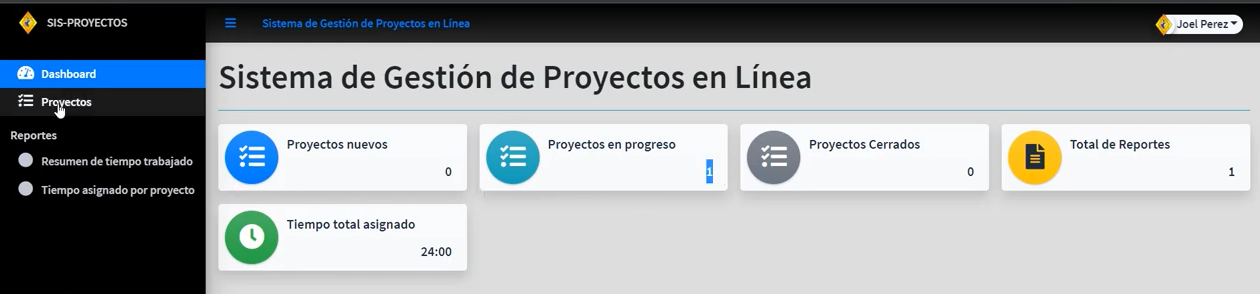 SIS-PROYECTOS
Sistema de Gestión de Proyectos en Línea
Joel Perez
Dashboard
Proyectos
Reportes
Resumen de tiempo trabajado
Tiempo asignado por proyecto
Sistema de Gestión de Proyectos en Línea
Proyectos nuevos
0
Proyectos en progreso
1
Proyectos Cerrados
0
Total de Reportes
1
Tiempo total asignado
24:00